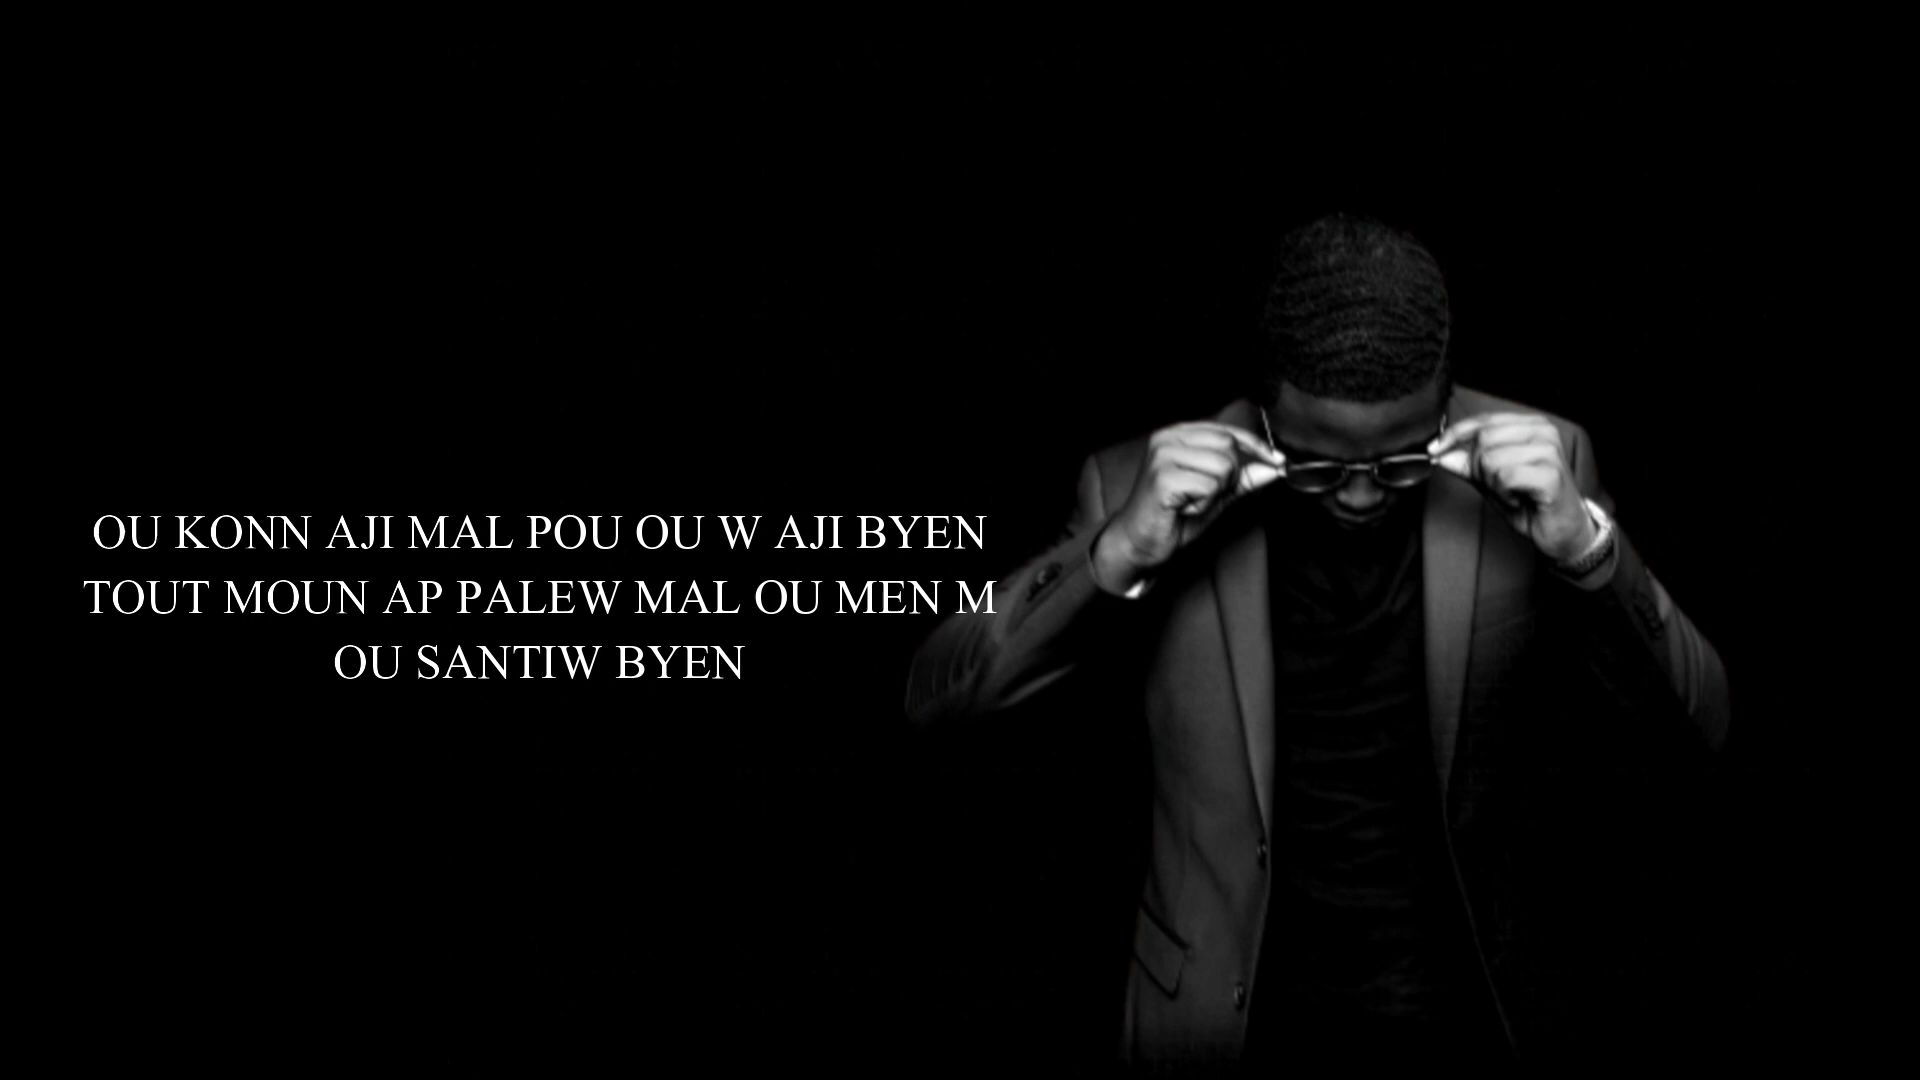 OU KONN AJI MAL POU OU W AJI BYEN
TOUT MOUN AP PALEW MAL OU MEN M
OU SANTIW BYEN